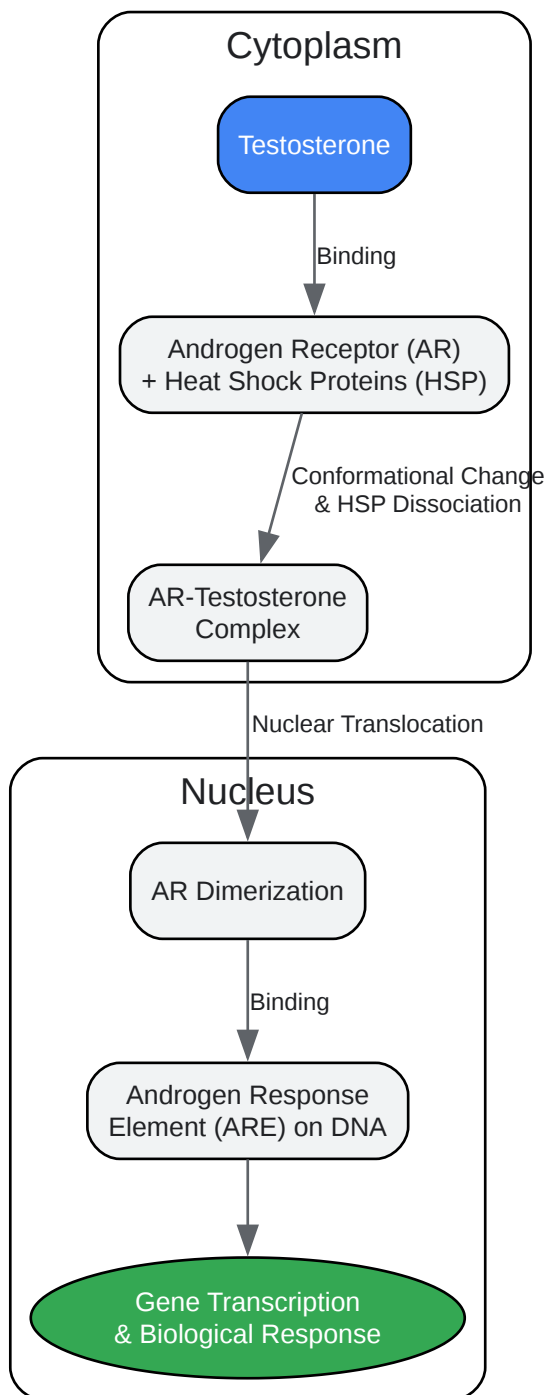 Cytoplasm
Testosterone
Binding
Androgen Receptor (AR)
+ Heat Shock Proteins (HSP)
Conformational Change
& HSP Dissociation
AR-Testosterone
Complex
Nuclear Translocation
Nucleus
AR Dimerization
Binding
Androgen Response
Element (ARE) on DNA
Gene Transcription
& Biological Response